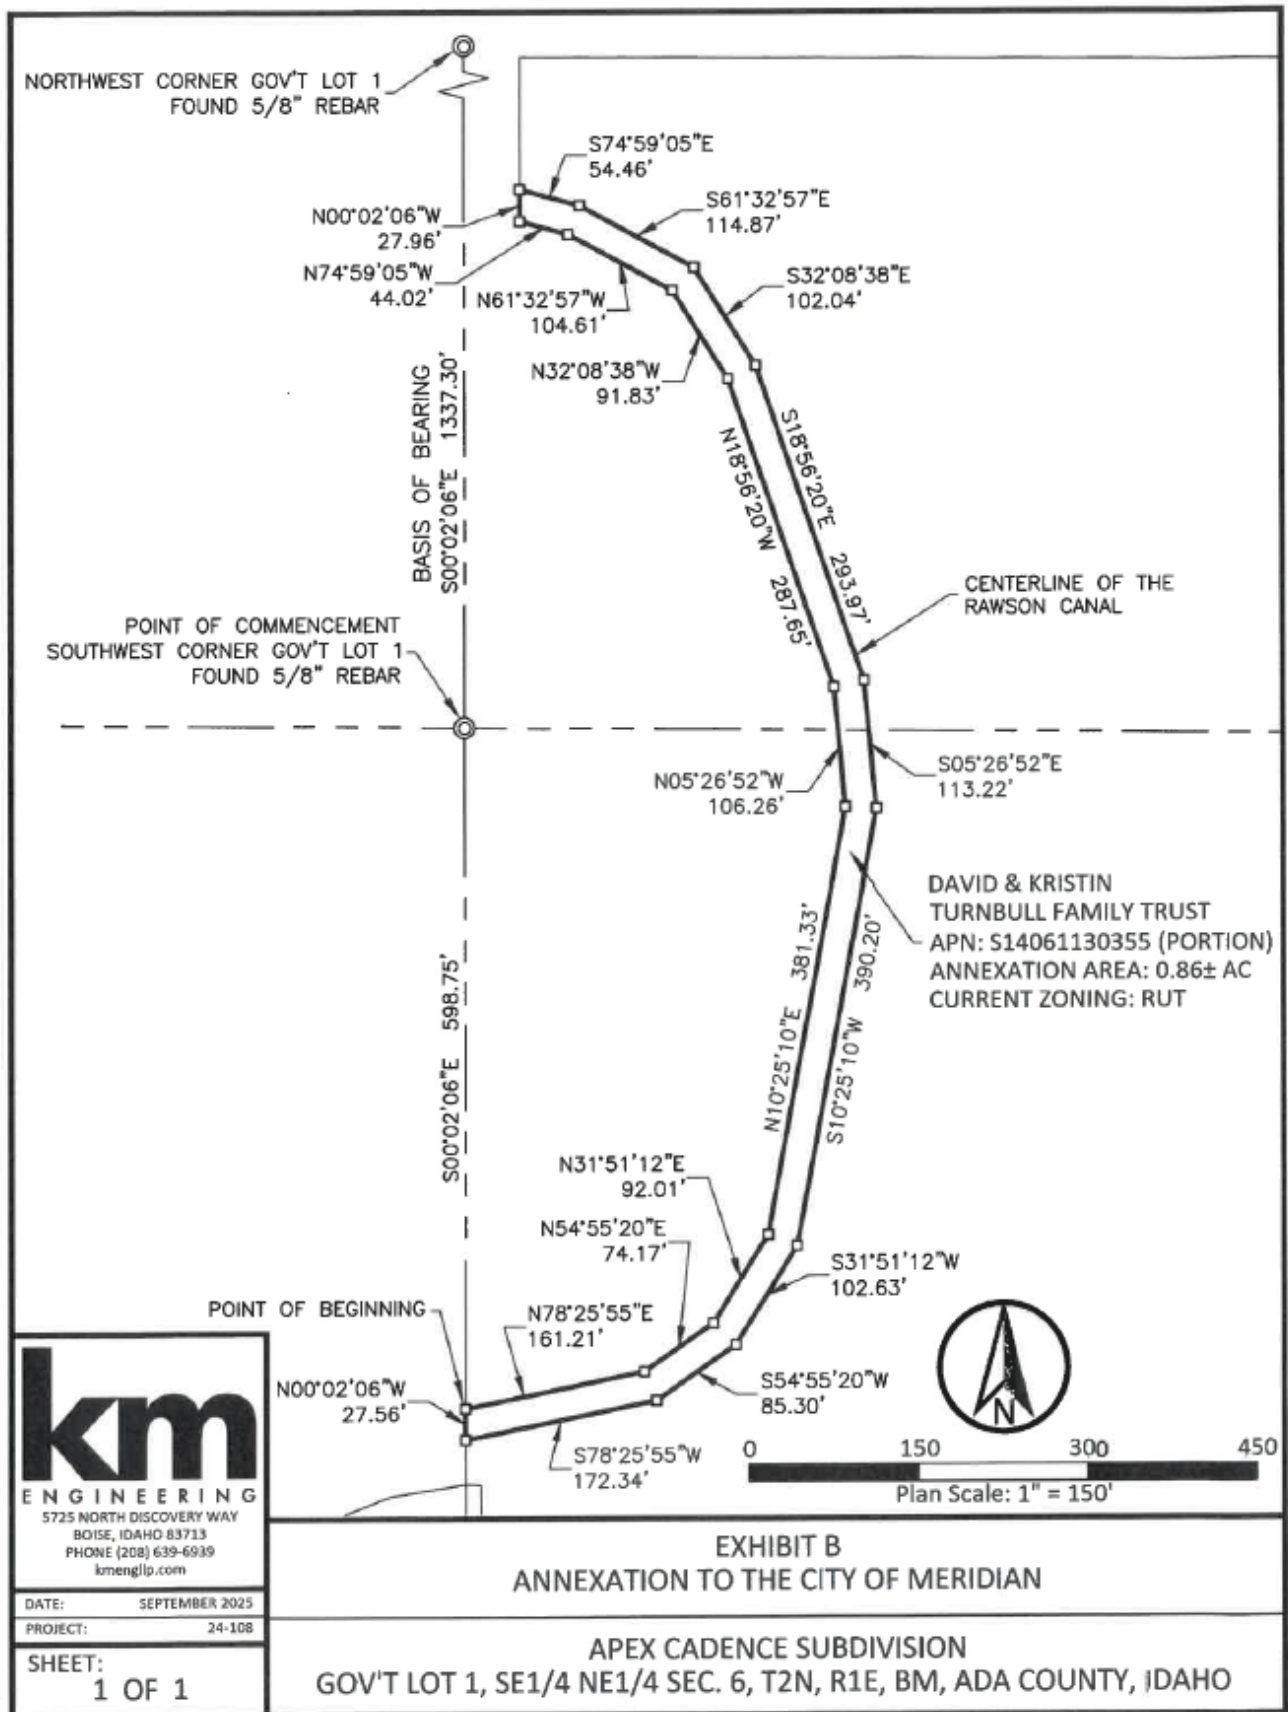 NORTHWEST CORNER GOV'T LOT 1
FOUND 5/8" REBAR
S74°59'05"E
54.46'
S61°32'57"E
114.87'
N00°02'06"W
27.96'
N74°59'05"W
44.02'
S32°08'38"E
102.04'
N61°32'57"W
104.61'
N32°08'38"W
91.83'
BASIS OF BEARING
S00°02'06"E 1337.30'
S18°56'20"E 293.97'
N18°56'20"W 287.65'
CENTERLINE OF THE
RAWSON CANAL
POINT OF COMMENCEMENT
SOUTHWEST CORNER GOV'T LOT 1
FOUND 5/8" REBAR
N05°26'52"W
106.26'
S05°26'52"E
113.22'
DAVID & KRISTIN
TURNBULL FAMILY TRUST
APN: S14061130355 (PORTION)
ANNEXATION AREA: 0.86± AC
CURRENT ZONING: RUT
S00°02'06"E 598.75'
N10°25'10"E 381.33'
S10°25'10"W 390.20'
N31°51'12"E
92.01'
N54°55'20"E
74.17'
S31°51'12"W
102.63'
POINT OF BEGINNING
N78°25'55"E
161.21'
N00°02'06"W
27.56'
S54°55'20"W
85.30'
S78°25'55"W
172.34'
N
0 150 300 450
Plan Scale: 1" = 150'
km
ENGINEERING
5725 NORTH DISCOVERY WAY
BOISE, IDAHO 83713
PHONE (208) 639-6939
kmengllp.com
DATE: SEPTEMBER 2025
PROJECT: 24-108
SHEET:
1 OF 1
EXHIBIT B
ANNEXATION TO THE CITY OF MERIDIAN
APEX CADENCE SUBDIVISION
GOV'T LOT 1, SE1/4 NE1/4 SEC. 6, T2N, R1E, BM, ADA COUNTY, IDAHO